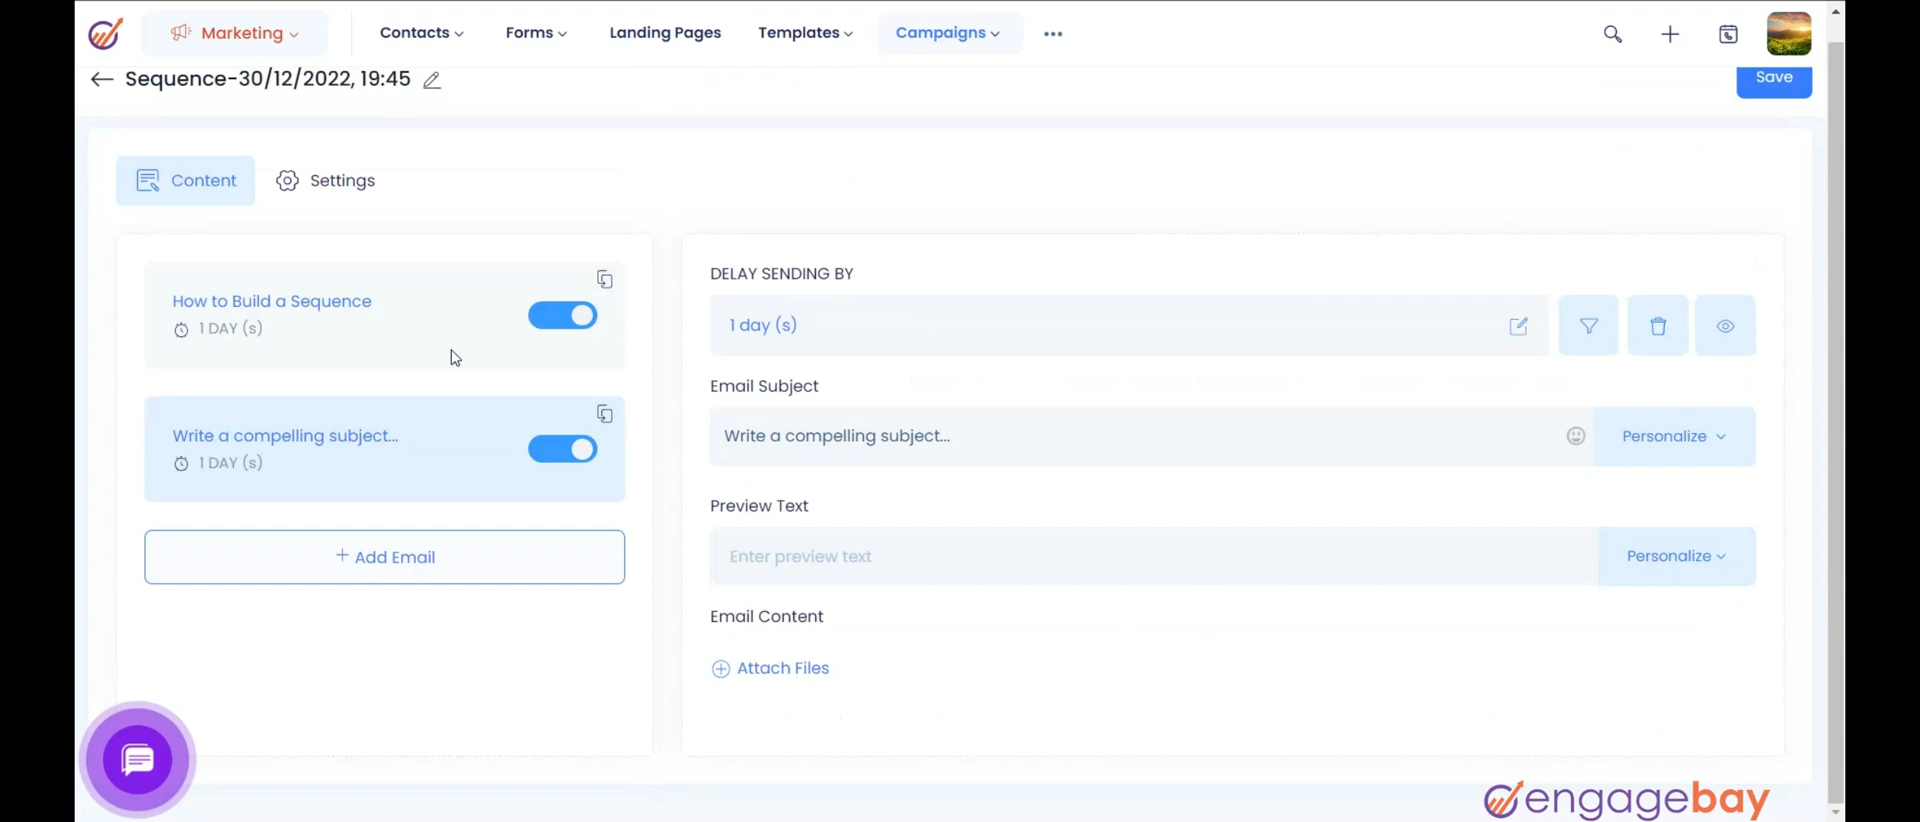 Marketing
Contacts
Forms
Landing Pages
Templates
Campaigns
Sequence-30/12/2022, 19:45
Save
Content
Settings
How to Build a Sequence
1 DAY (s)
Write a compelling subject...
1 DAY (s)
+ Add Email
DELAY SENDING BY
1 day (s)
Email Subject
Write a compelling subject...
Personalize
Preview Text
Enter preview text
Personalize
Email Content
Attach Files
engagebay